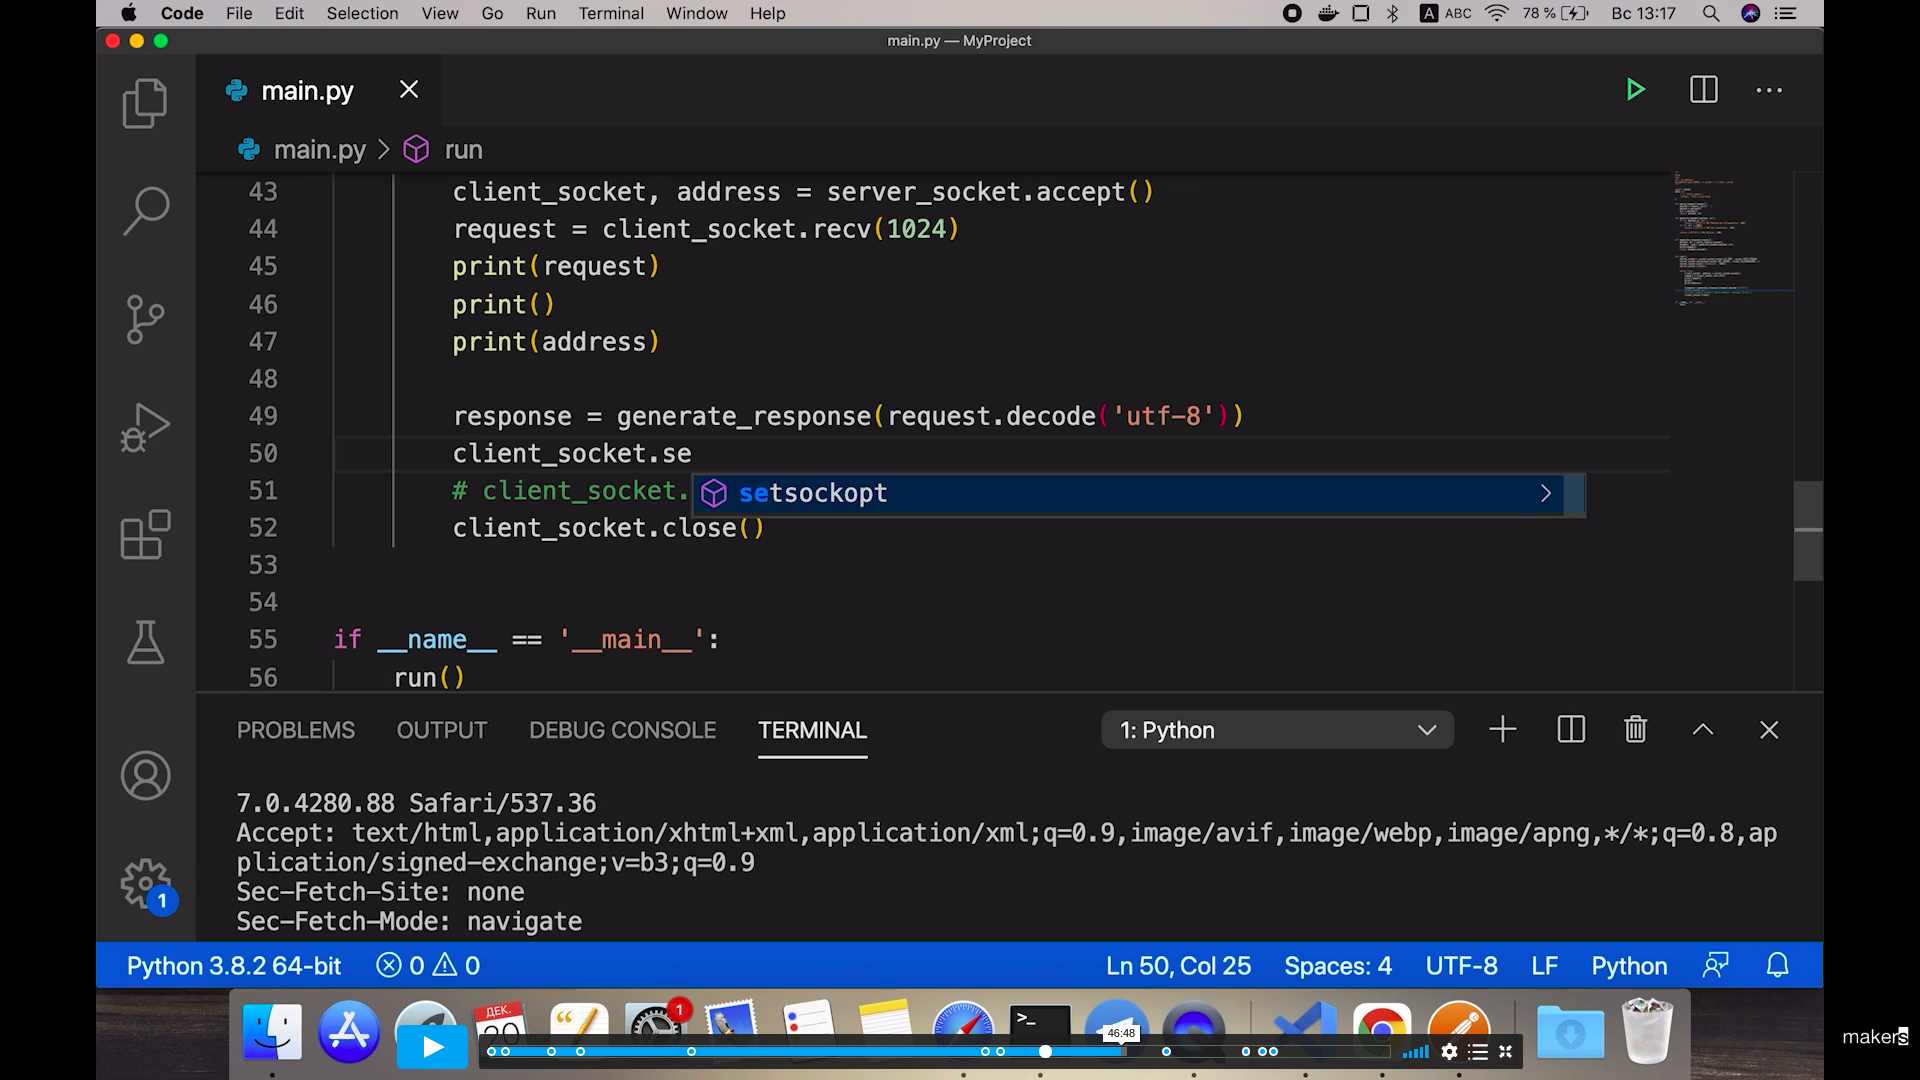 Code File Edit Selection View Go Run Terminal Window Help A ABC 78 % Вс 13:17
main.py — MyProject
main.py
main.py > run
43 client_socket, address = server_socket.accept()
44 request = client_socket.recv(1024)
45 print(request)
46 print()
47 print(address)
48
49 response = generate_response(request.decode('utf-8'))
50 client_socket.se
51 # client_socket.
setsockopt
52 client_socket.close()
53
54
55 if __name__ == '__main__':
56 run()
PROBLEMS OUTPUT DEBUG CONSOLE TERMINAL 1: Python
7.0.4280.88 Safari/537.36
Accept: text/html,application/xhtml+xml,application/xml;q=0.9,image/avif,image/webp,image/apng,*/*;q=0.8,ap
plication/signed-exchange;v=b3;q=0.9
Sec-Fetch-Site: none
Sec-Fetch-Mode: navigate
1
Python 3.8.2 64-bit 0 0 Ln 50, Col 25 Spaces: 4 UTF-8 LF Python
ДЕК.
1
46:48
makers